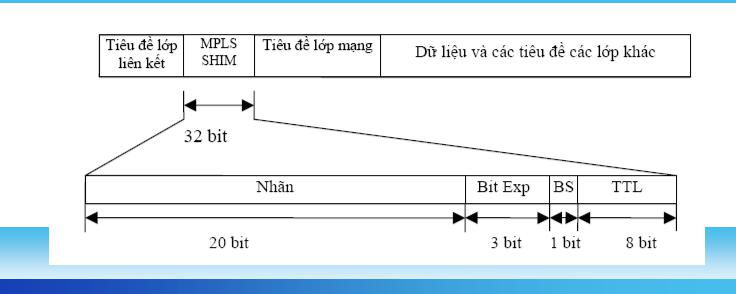 Tiêu đề lớp
liên kết
MPLS
SHIM
Tiêu đề lớp mạng
Dữ liệu và các tiêu đề các lớp khác
32 bit
Nhãn
Bit Exp
BS
TTL
20 bit
3 bit
1 bit
8 bit